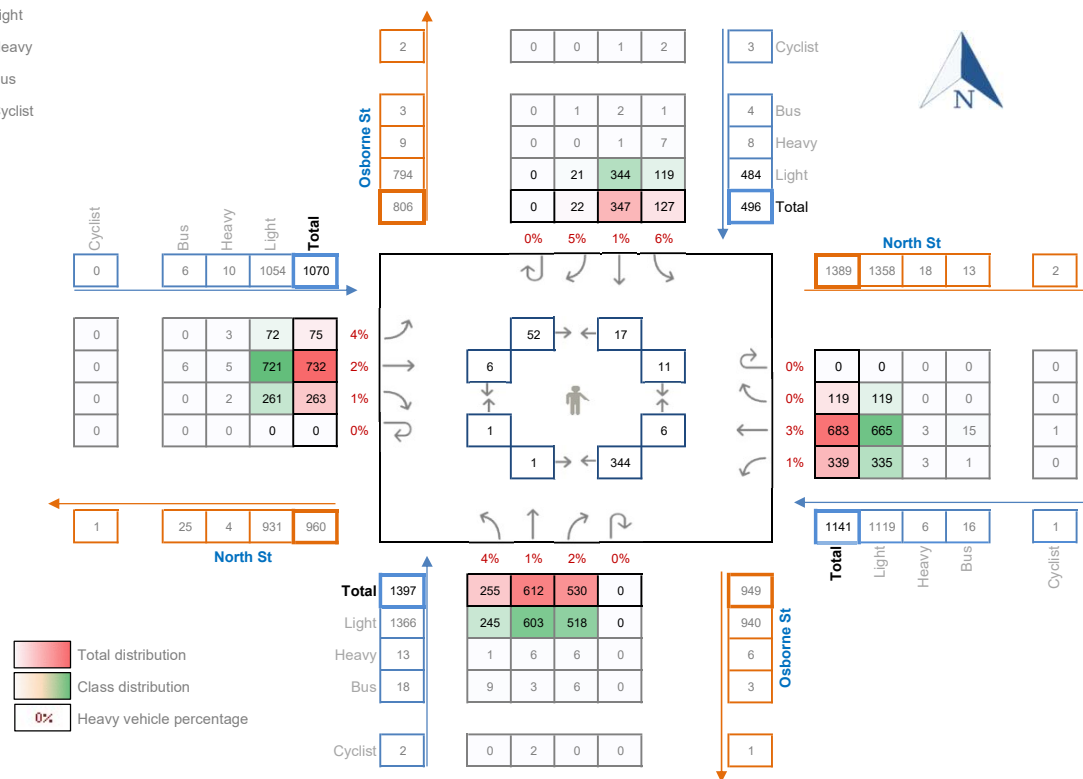 ight
eavy
us
yclist
2 0 0 1 2 3 Cyclist
N
3 0 1 2 1 4 Bus
9 0 0 1 7 8 Heavy
794 0 21 344 119 484 Light
806 0 22 347 127 496 Total
Osborne St
0% 5% 1% 6%
Cyclist Bus Heavy Light Total
0 6 10 1054 1070
North St
1389 1358 18 13 2
0 0 3 72 75 4%
0 6 5 721 732 2%
0 0 2 261 263 1%
0 0 0 0 0 0%
52 17
6 11
1 6
1 344
0% 0 0 0 0 0
0% 119 119 0 0 0
3% 683 665 3 15 1
1% 339 335 3 1 0
1 25 4 931 960
North St
1141 1119 6 16 1
Total Light Heavy Bus Cyclist
4% 1% 2% 0%
Total 1397 255 612 530 0 949
Light 1366 245 603 518 0 940
Heavy 13 1 6 6 0 6
Bus 18 9 3 6 0 3
Osborne St
Cyclist 2 0 2 0 0 1
Total distribution
Class distribution
0% Heavy vehicle percentage